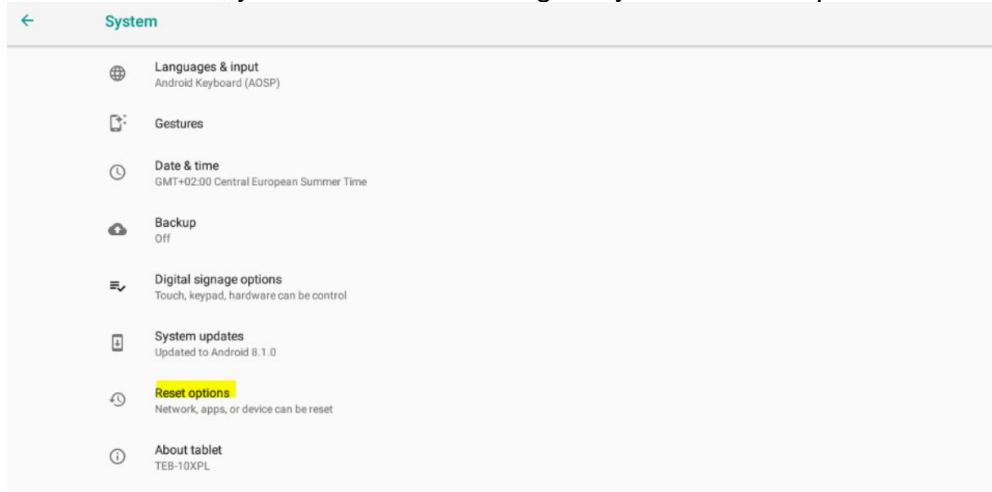 System
Languages & input
Android Keyboard (AOSP)
Gestures
Date & time
GMT+02:00 Central European Summer Time
Backup
Off
Digital signage options
Touch, keypad, hardware can be control
System updates
Updated to Android 8.1.0
Reset options
Network, apps, or device can be reset
About tablet
TEB-10XPL